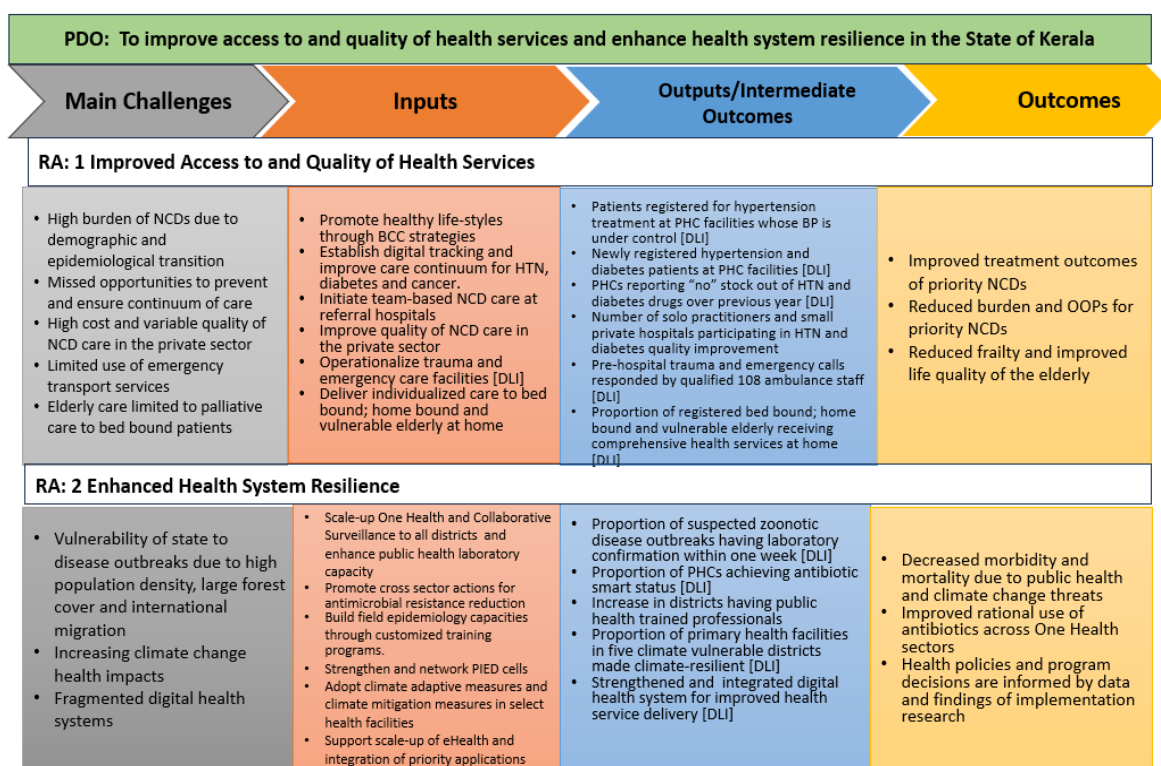 PDO: To improve access to and quality of health services and enhance health system resilience in the State of Kerala
Main Challenges
Inputs
Outputs/Intermediate
Outcomes
Outcomes
RA: 1 Improved Access to and Quality of Health Services
• High burden of NCDs due to
demographic and
epidemiological transition
• Missed opportunities to prevent
and ensure continuum of care
• High cost and variable quality of
NCD care in the private sector
• Limited use of emergency
transport services
• Elderly care limited to palliative
care to bed bound patients
• Promote healthy life-styles
through BCC strategies
• Establish digital tracking and
improve care continuum for HTN,
diabetes and cancer.
• Initiate team-based NCD care at
referral hospitals
• Improve quality of NCD care in
the private sector
• Operationalize trauma and
emergency care facilities [DLI]
• Deliver individualized care to bed
bound; home bound and
vulnerable elderly at home
• Patients registered for hypertension
treatment at PHC facilities whose BP is
under control [DLI]
• Newly registered hypertension and
diabetes patients at PHC facilities [DLI]
• PHCs reporting “no” stock out of HTN and
diabetes drugs over previous year [DLI]
• Number of solo practitioners and small
private hospitals participating in HTN and
diabetes quality improvement
• Pre-hospital trauma and emergency calls
responded by qualified 108 ambulance staff
[DLI]
• Proportion of registered bed bound; home
bound and vulnerable elderly receiving
comprehensive health services at home
[DLI]
• Improved treatment outcomes
of priority NCDs
• Reduced burden and OOPs for
priority NCDs
• Reduced frailty and improved
life quality of the elderly
RA: 2 Enhanced Health System Resilience
• Vulnerability of state to
disease outbreaks due to high
population density, large forest
cover and international
migration
• Increasing climate change
health impacts
• Fragmented digital health
systems
• Scale-up One Health and Collaborative
Surveillance to all districts and
enhance public health laboratory
capacity
• Promote cross sector actions for
antimicrobial resistance reduction
• Build field epidemiology capacities
through customized training
programs.
• Strengthen and network PIED cells
• Adopt climate adaptive measures and
climate mitigation measures in select
health facilities
• Support scale-up of eHealth and
integration of priority applications
• Proportion of suspected zoonotic
disease outbreaks having laboratory
confirmation within one week [DLI]
• Proportion of PHCs achieving antibiotic
smart status [DLI]
• Increase in districts having public
health trained professionals
• Proportion of primary health facilities
in five climate vulnerable districts
made climate-resilient [DLI]
• Strengthened and integrated digital
health system for improved health
service delivery [DLI]
• Decreased morbidity and
mortality due to public health
and climate change threats
• Improved rational use of
antibiotics across One Health
sectors
• Health policies and program
decisions are informed by data
and findings of implementation
research